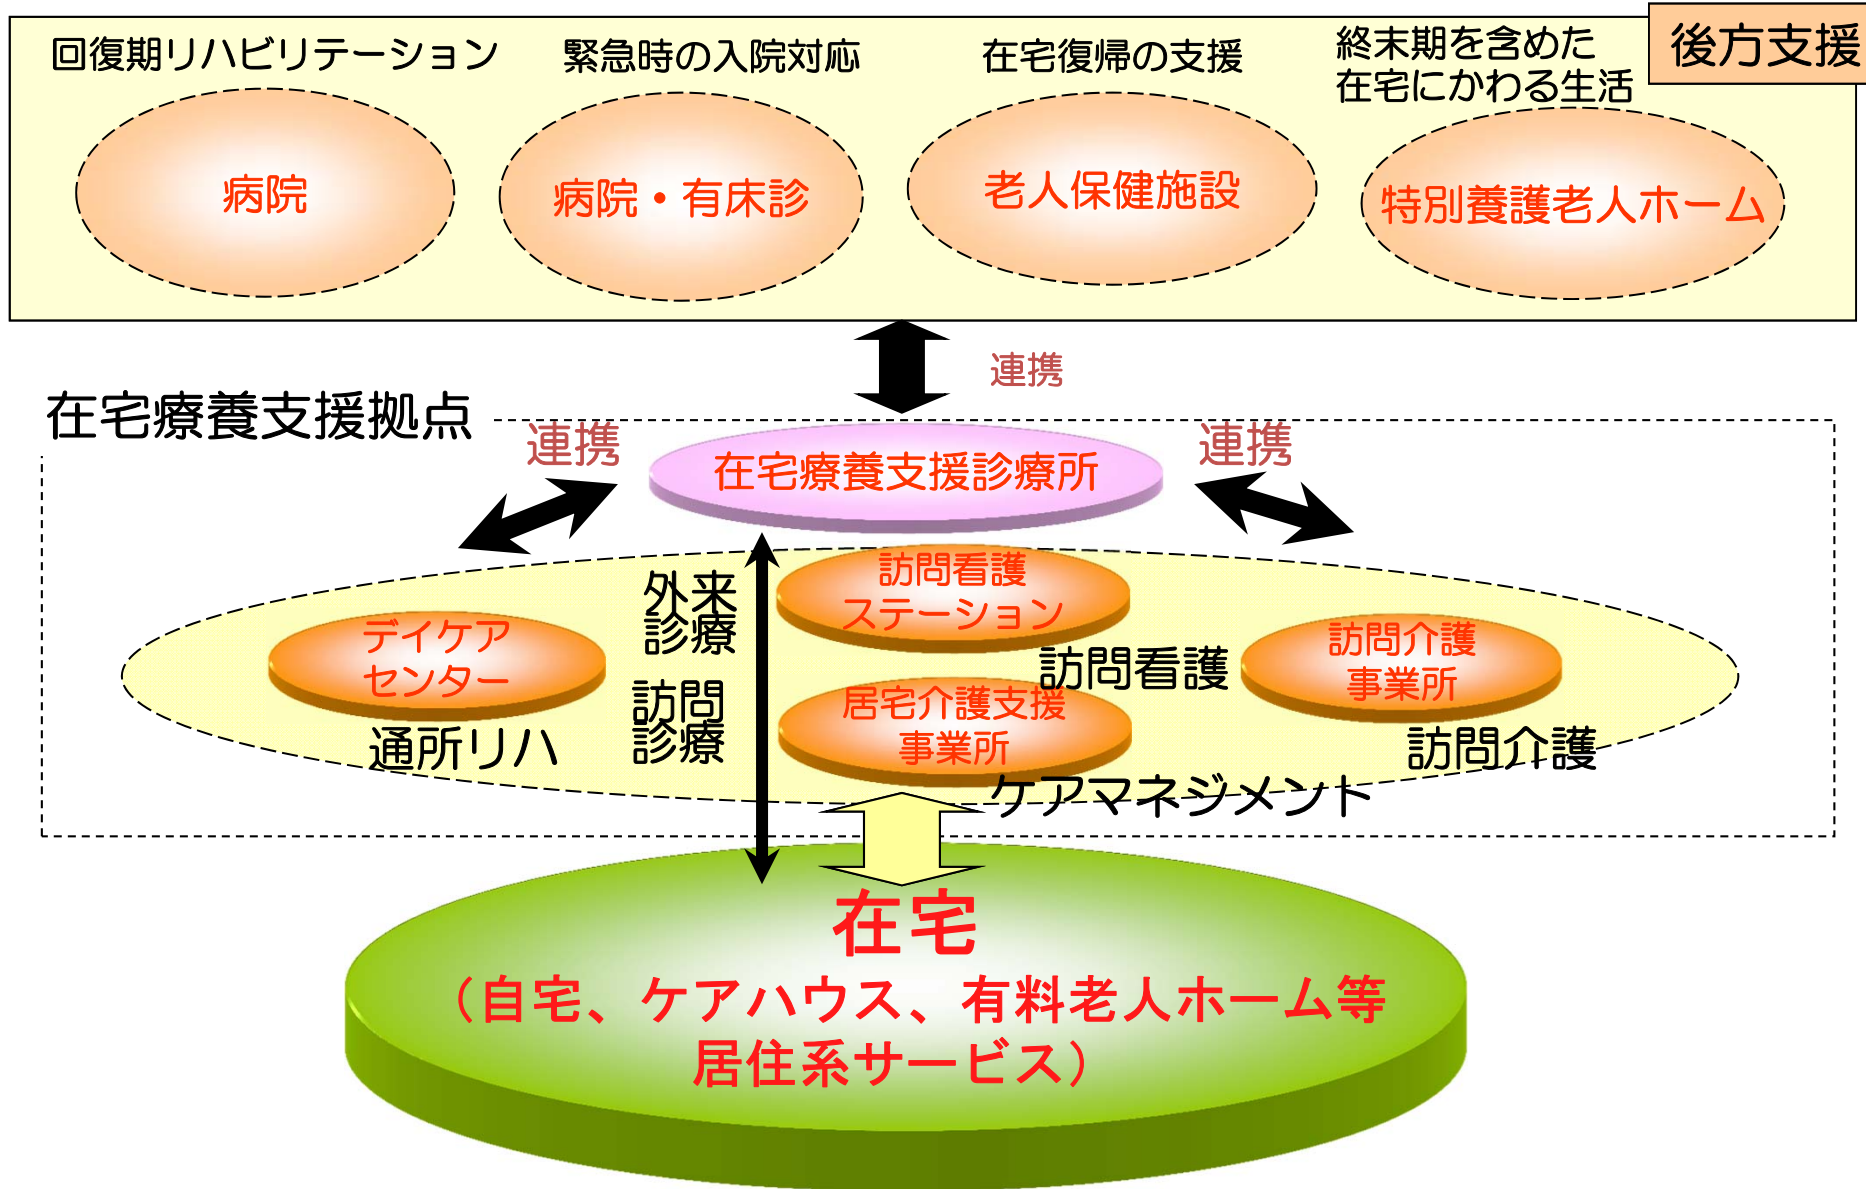 後方支援
回復期リハビリテーション
緊急時の入院対応
在宅復帰の支援
終末期を含めた
在宅にかわる生活
病院
病院・有床診
老人保健施設
特別養護老人ホーム
連携
在宅療養支援拠点
連携
在宅療養支援診療所
連携
外来
診療
訪問
診療
訪問看護
ステーション
訪問看護
デイケア
センター
通所リハ
訪問介護
事業所
訪問介護
居宅介護支援
事業所
ケアマネジメント
在宅
（自宅、ケアハウス、有料老人ホーム等
居住系サービス）